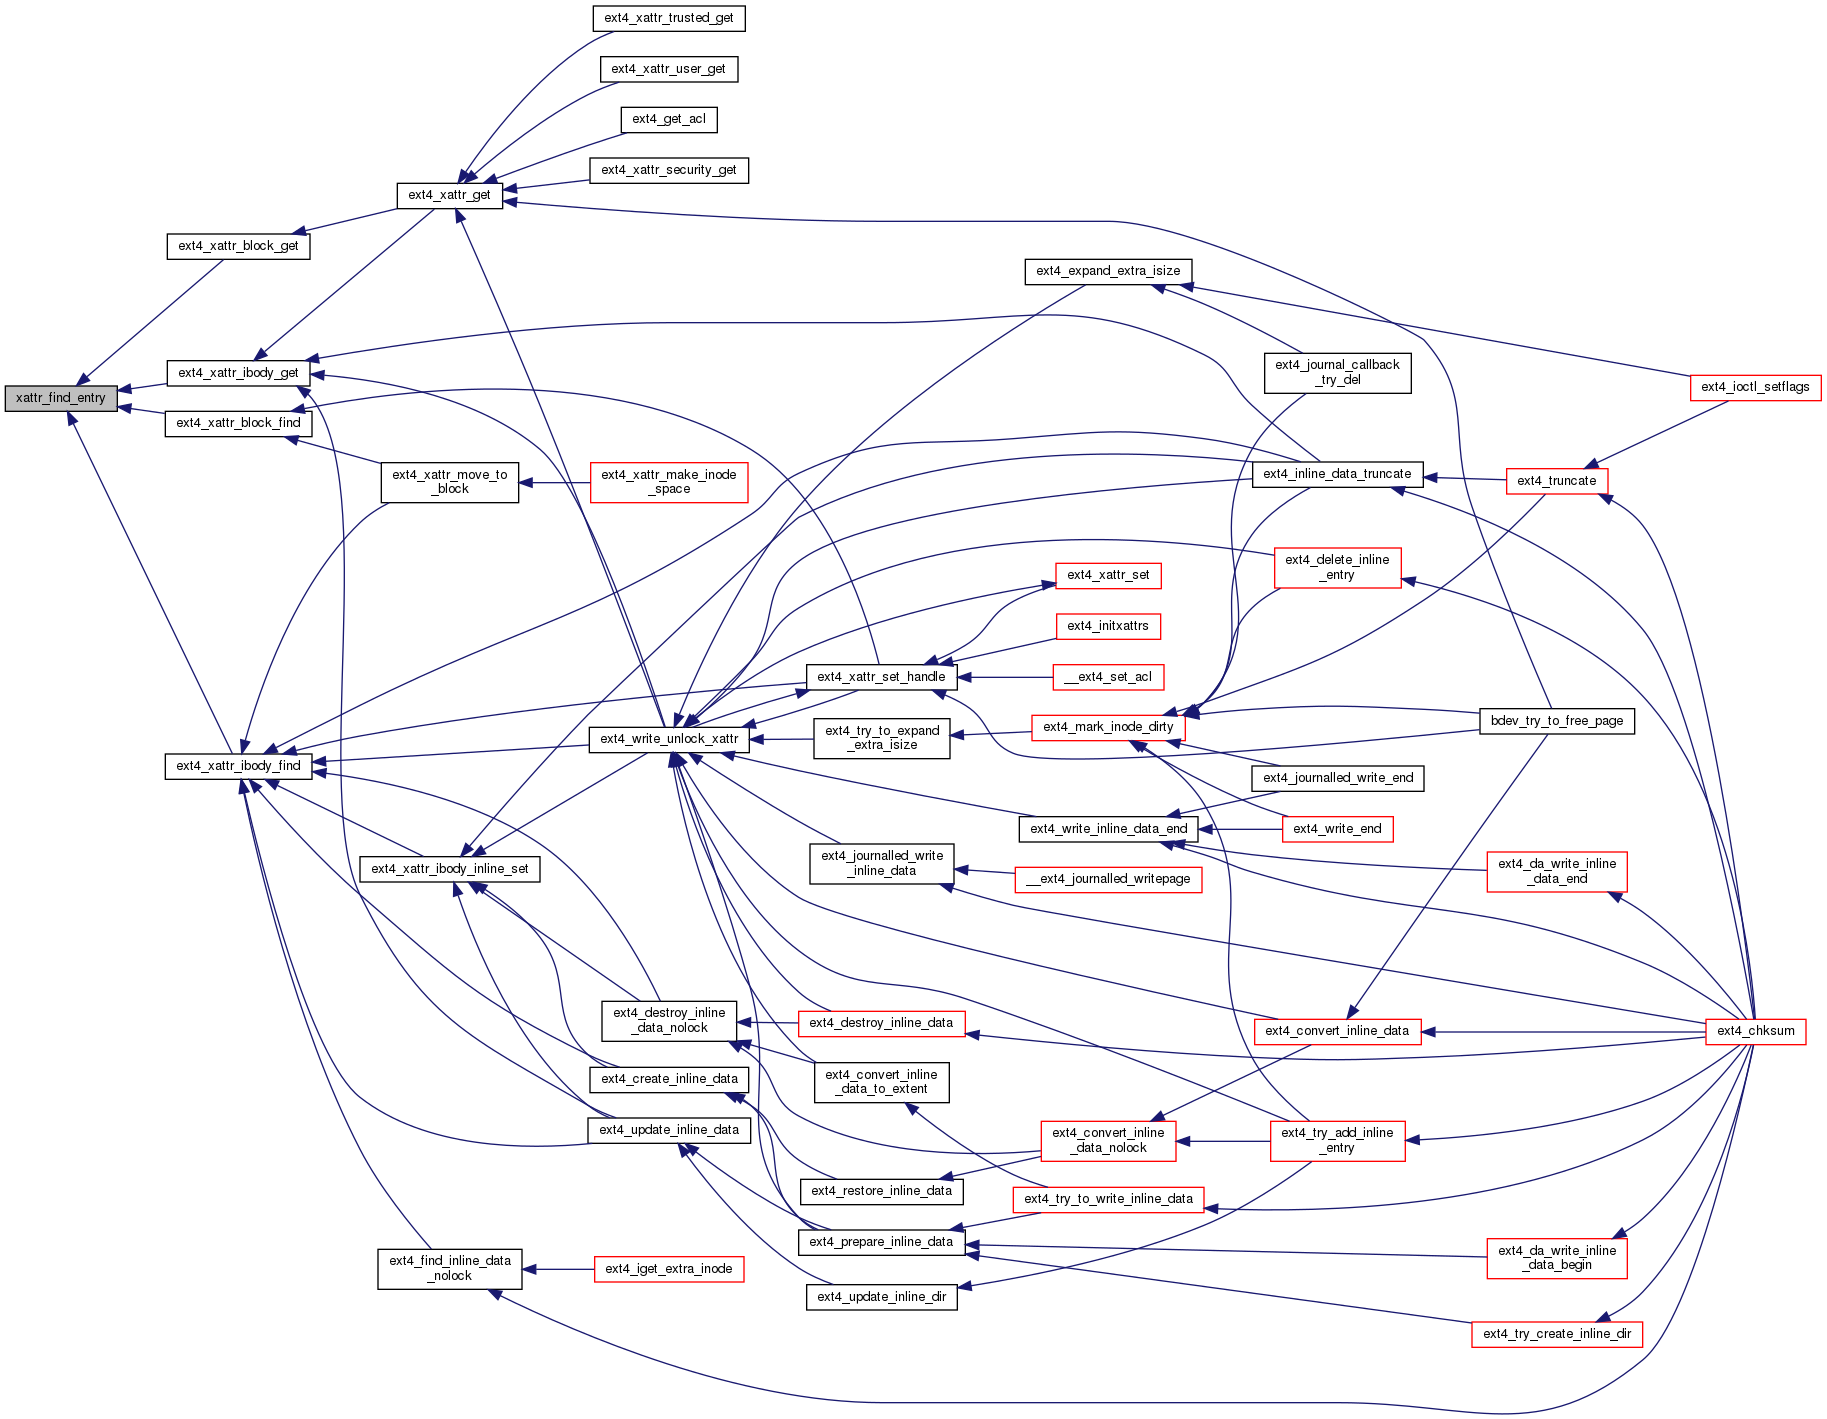 ext4_xattr_trusted_get
ext4_xattr_user_get
ext4_get_acl
ext4_xattr_security_get
ext4_xattr_get
ext4_xattr_block_get
ext4_expand_extra_isize
ext4_xattr_ibody_get
ext4_journal_callback
_try_del
ext4_ioctl_setflags
xattr_find_entry
ext4_xattr_block_find
ext4_xattr_move_to
_block
ext4_xattr_make_inode
_space
ext4_inline_data_truncate
ext4_truncate
ext4_delete_inline
_entry
ext4_xattr_set
ext4_initxattrs
ext4_xattr_set_handle
__ext4_set_acl
ext4_mark_inode_dirty
bdev_try_to_free_page
ext4_write_unlock_xattr
ext4_try_to_expand
_extra_isize
ext4_xattr_ibody_find
ext4_journalled_write_end
ext4_write_inline_data_end
ext4_write_end
ext4_journalled_write
_inline_data
ext4_xattr_ibody_inline_set
__ext4_journalled_writepage
ext4_da_write_inline
_data_end
ext4_destroy_inline
_data_nolock
ext4_destroy_inline_data
ext4_convert_inline_data
ext4_chksum
ext4_create_inline_data
ext4_convert_inline
_data_to_extent
ext4_update_inline_data
ext4_convert_inline
_data_nolock
ext4_try_add_inline
_entry
ext4_restore_inline_data
ext4_try_to_write_inline_data
ext4_prepare_inline_data
ext4_find_inline_data
_nolock
ext4_iget_extra_inode
ext4_da_write_inline
_data_begin
ext4_update_inline_dir
ext4_try_create_inline_dir